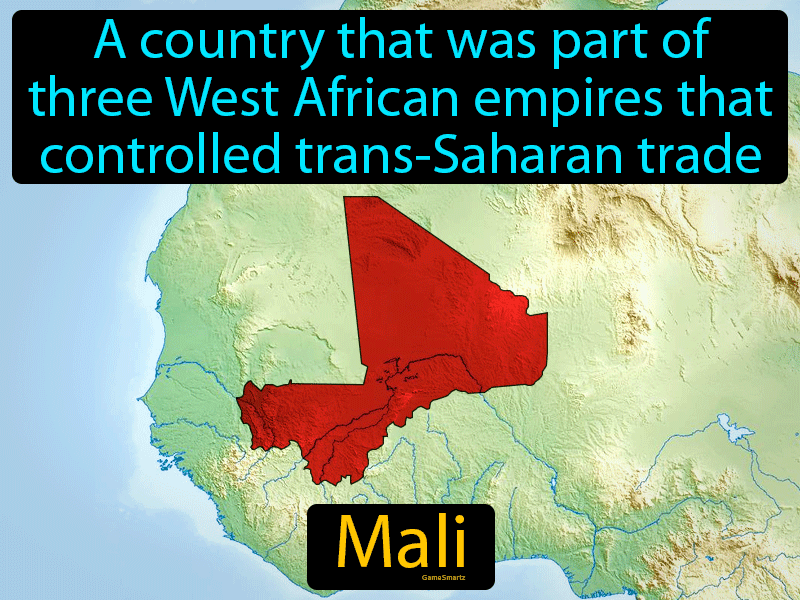 A country that was part of
three West African empires that
controlled trans-Saharan trade
Mali
GameSmartz